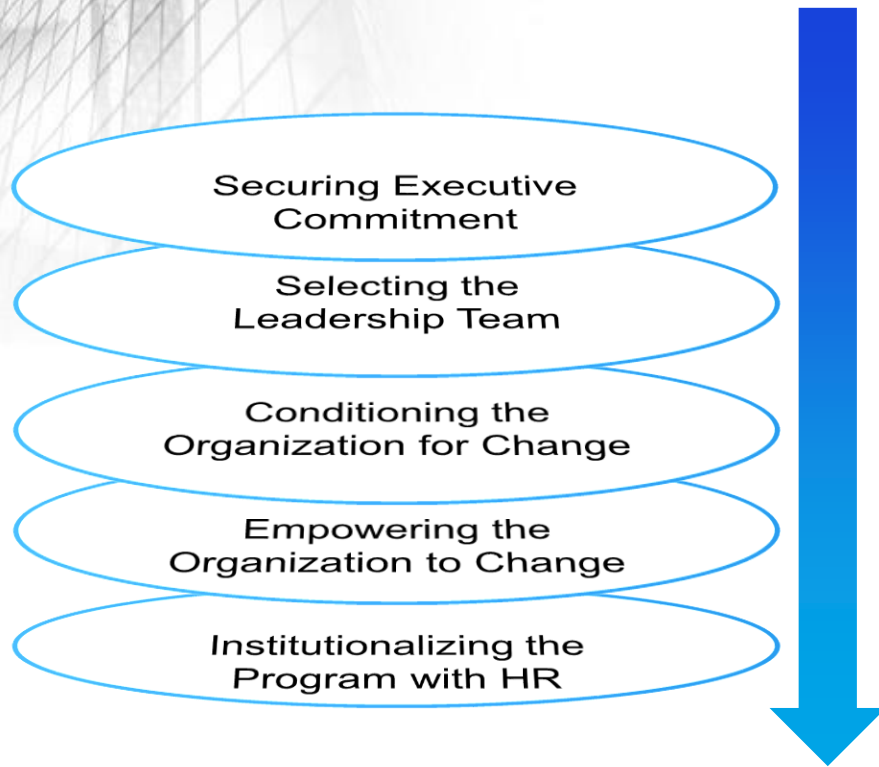 Securing Executive
Commitment
Selecting the
Leadership Team
Conditioning the
Organization for Change
Empowering the
Organization to Change
Institutionalizing the
Program with HR